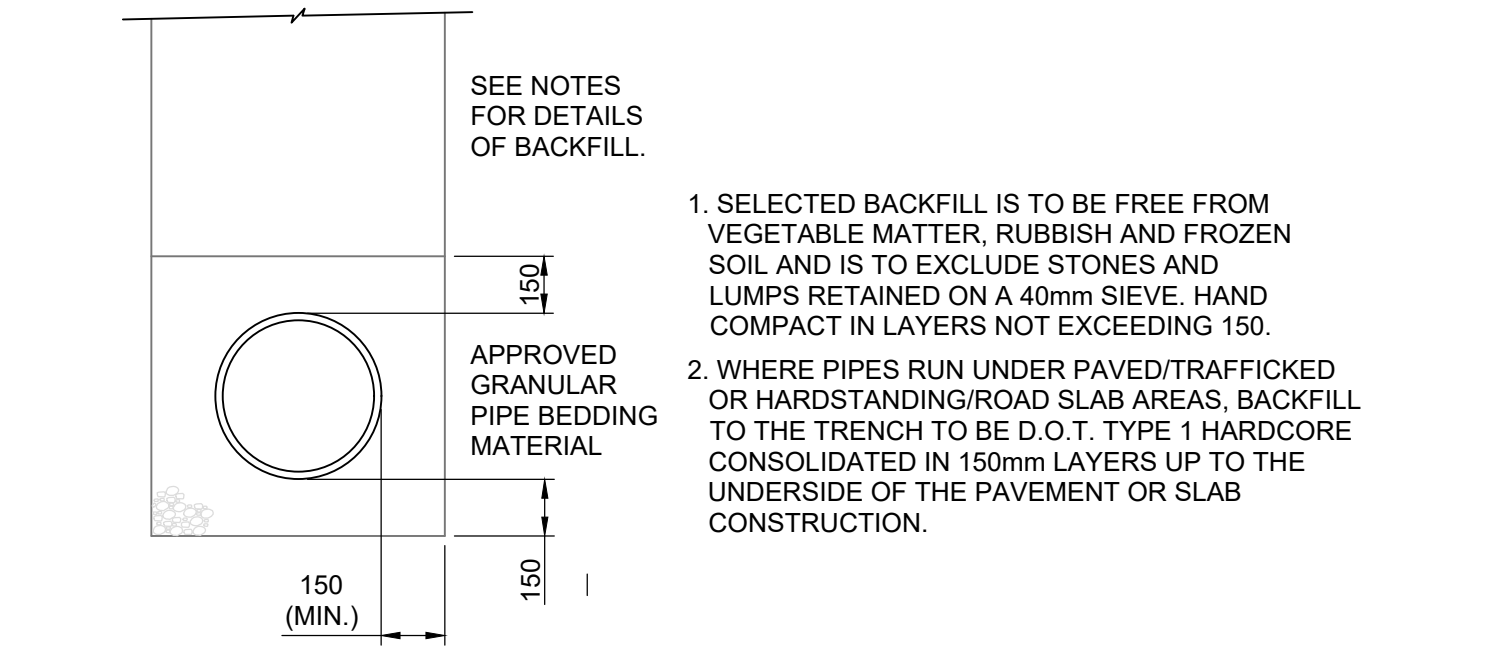 SEE NOTES
FOR DETAILS
OF BACKFILL.
150
APPROVED
GRANULAR
PIPE BEDDING
MATERIAL
150
150
(MIN.)
1. SELECTED BACKFILL IS TO BE FREE FROM
VEGETABLE MATTER, RUBBISH AND FROZEN
SOIL AND IS TO EXCLUDE STONES AND
LUMPS RETAINED ON A 40mm SIEVE. HAND
COMPACT IN LAYERS NOT EXCEEDING 150.
2. WHERE PIPES RUN UNDER PAVED/TRAFFICKED
OR HARDSTANDING/ROAD SLAB AREAS, BACKFILL
TO THE TRENCH TO BE D.O.T. TYPE 1 HARDCORE
CONSOLIDATED IN 150mm LAYERS UP TO THE
UNDERSIDE OF THE PAVEMENT OR SLAB
CONSTRUCTION.